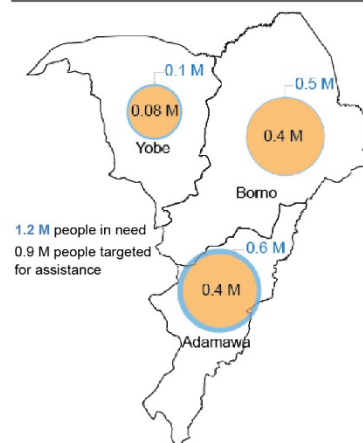 0.1 M
0.08 M
Yobe
0.5 M
0.4 M
Borno
1.2 M people in need
0.9 M people targeted
for assistance
0.6 M
0.4 M
Adamawa